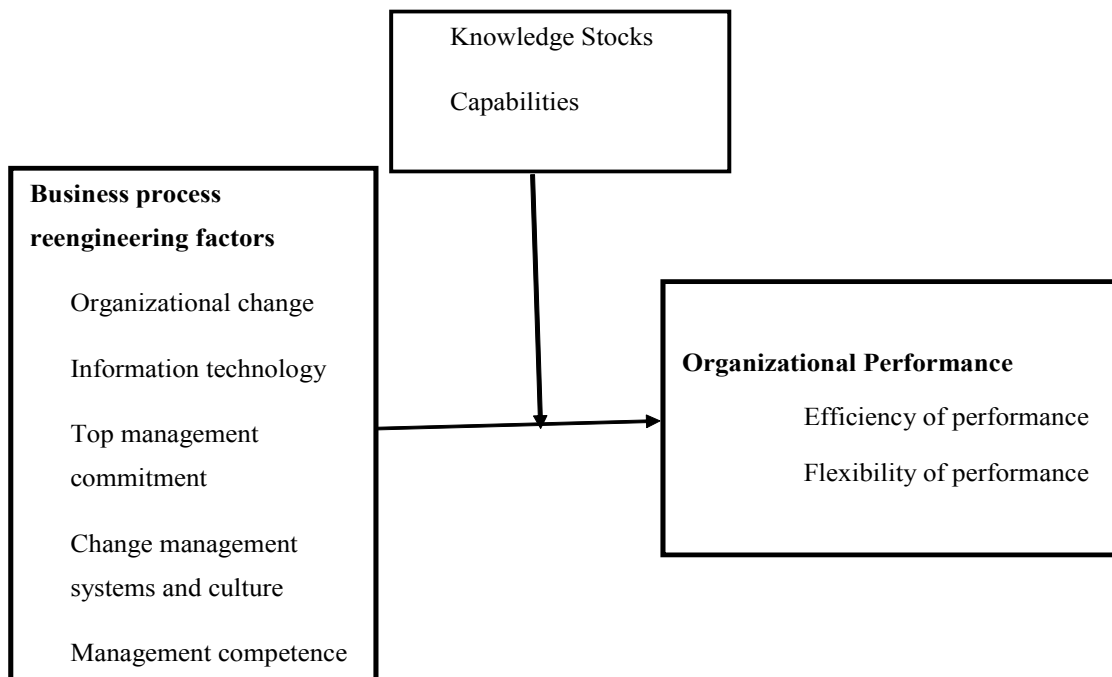 Knowledge Stocks
Capabilities
Business process
reengineering factors
Organizational change
Information technology
Top management
commitment
Change management
systems and culture
Management competence
Organizational Performance
Efficiency of performance
Flexibility of performance